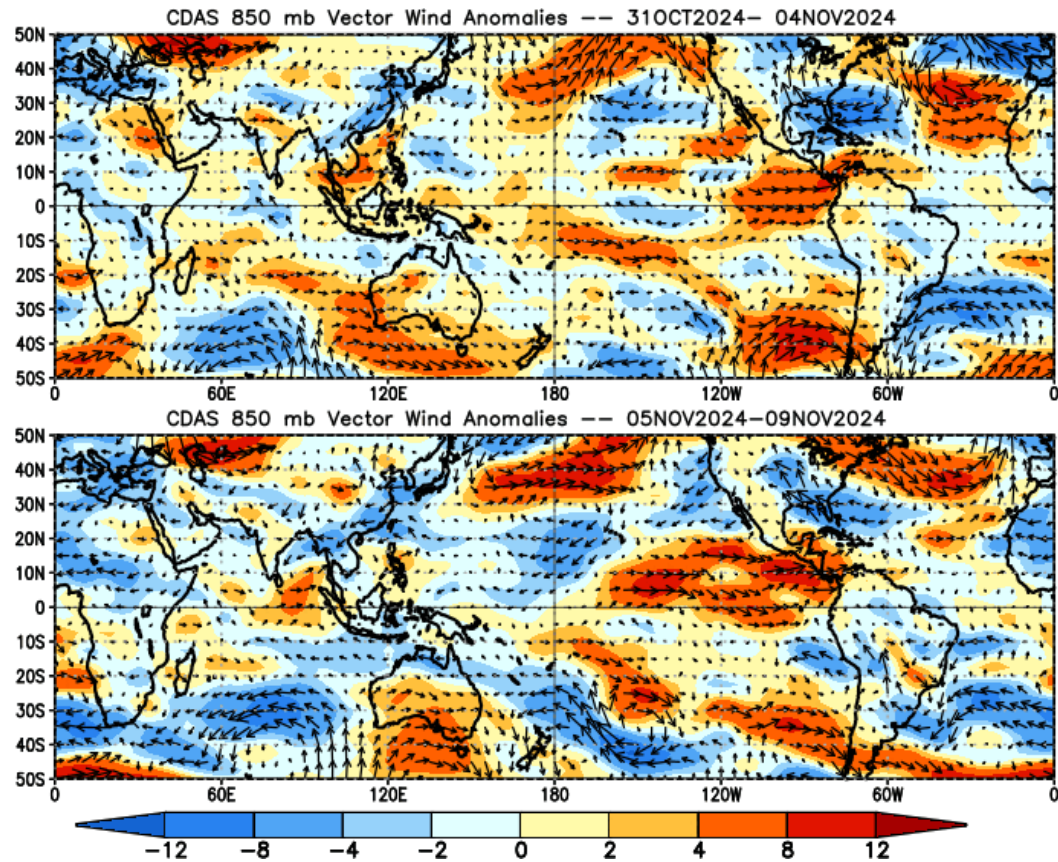 CDAS 850 mb Vector Wind Anomalies -- 31OCT2024- 04NOV2024
50N
40N
30N
20N
10N
0
10S
20S
30S
40S
50S
0 60E 120E 180 120W 60W 0
CDAS 850 mb Vector Wind Anomalies -- 05NOV2024-09NOV2024
50N
40N
30N
20N
10N
0
10S
20S
30S
40S
50S
0 60E 120E 180 120W 60W 0
-12 -8 -4 -2 0 2 4 8 12